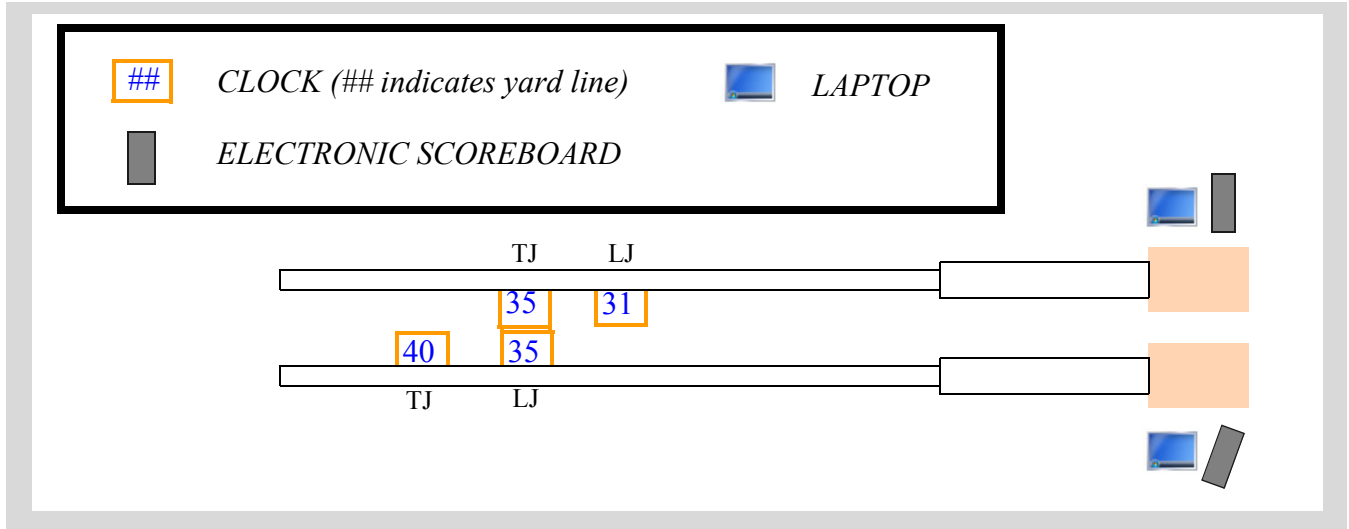 ## CLOCK (## indicates yard line) LAPTOP
ELECTRONIC SCOREBOARD
TJ LJ
35 31
40 35
TJ LJ